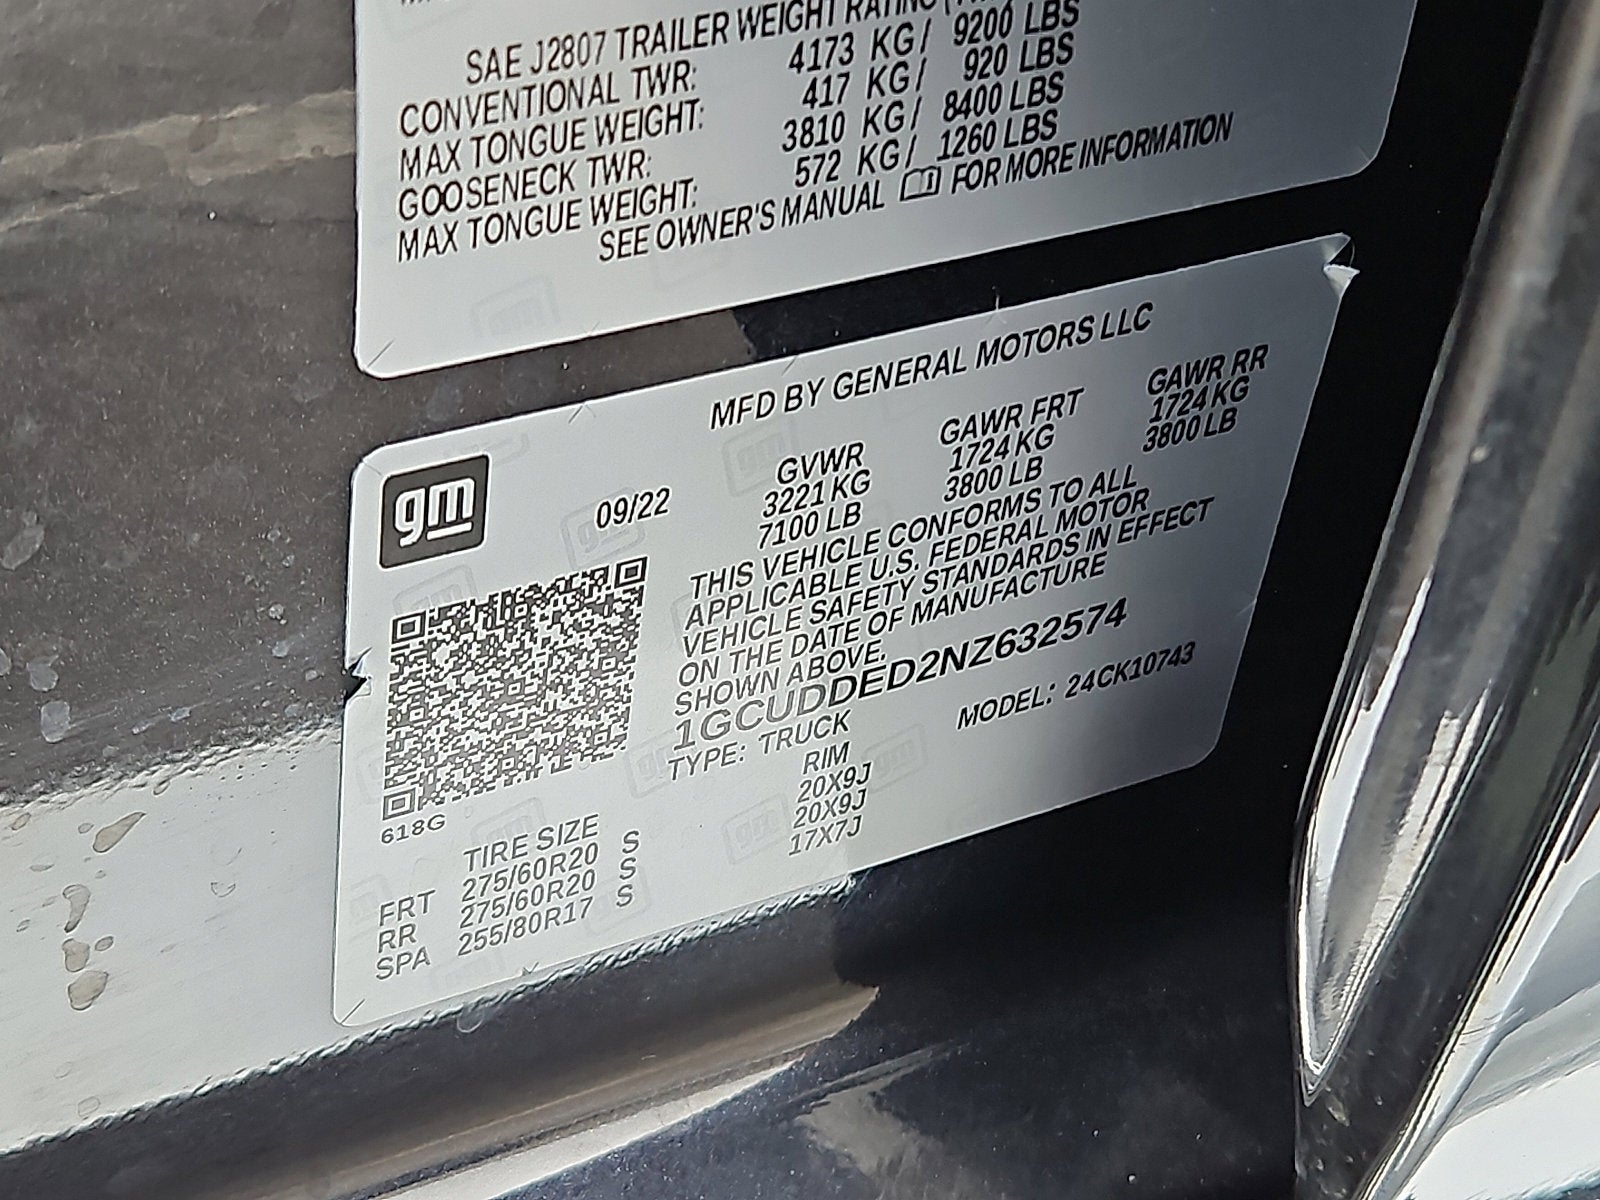 SAE J2807 TRAILER WEIGHT RATING
CONVENTIONAL TWR: 4173 KG/ 9200 LBS
MAX TONGUE WEIGHT: 417 KG/ 920 LBS
GOOSENECK TWR: 3810 KG/ 8400 LBS
MAX TONGUE WEIGHT: 572 KG/ 1260 LBS
SEE OWNER'S MANUAL FOR MORE INFORMATION
MFD BY GENERAL MOTORS LLC
gm
09/22
GVWR GAWR FRT GAWR RR
3221 KG 1724 KG 1724 KG
7100 LB 3800 LB 3800 LB
THIS VEHICLE CONFORMS TO ALL
APPLICABLE U.S. FEDERAL MOTOR
VEHICLE SAFETY STANDARDS IN EFFECT
ON THE DATE OF MANUFACTURE
SHOWN ABOVE.
1GCUDDED2NZ632574
TYPE: TRUCK MODEL: 24CK10743
618G
TIRE SIZE RIM
FRT 275/60R20 S 20X9J
RR 275/60R20 S 20X9J
SPA 255/80R17 S 17X7J